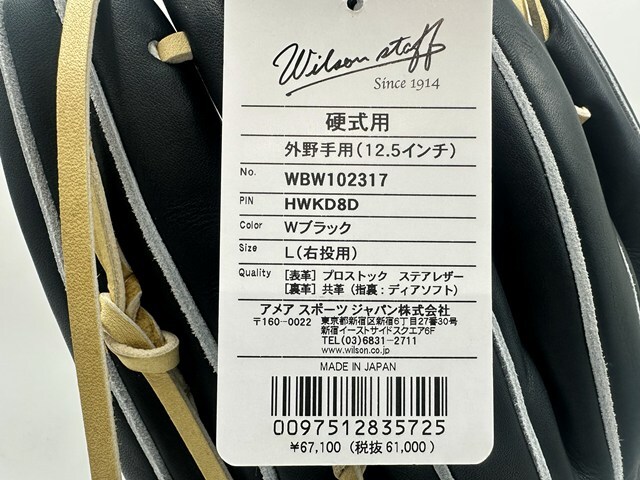 Wilson staff
Since 1914
硬式用
外野手用(12.5インチ)
No. WBW102317
PIN HWKD8D
Color Wブラック
Size L(右投用)
Quality [表革] プロストック ステアレザー
[裏革] 共革 (指裏:ディアソフト)
アメア スポーツ ジャパン株式会社
〒160-0022 東京都新宿区新宿6丁目27番30号
新宿イーストサイドスクエア6F
TEL(03)6831-2711
www.wilson.co.jp
MADE IN JAPAN
0097512835725
¥67,100 (税抜 61,000)